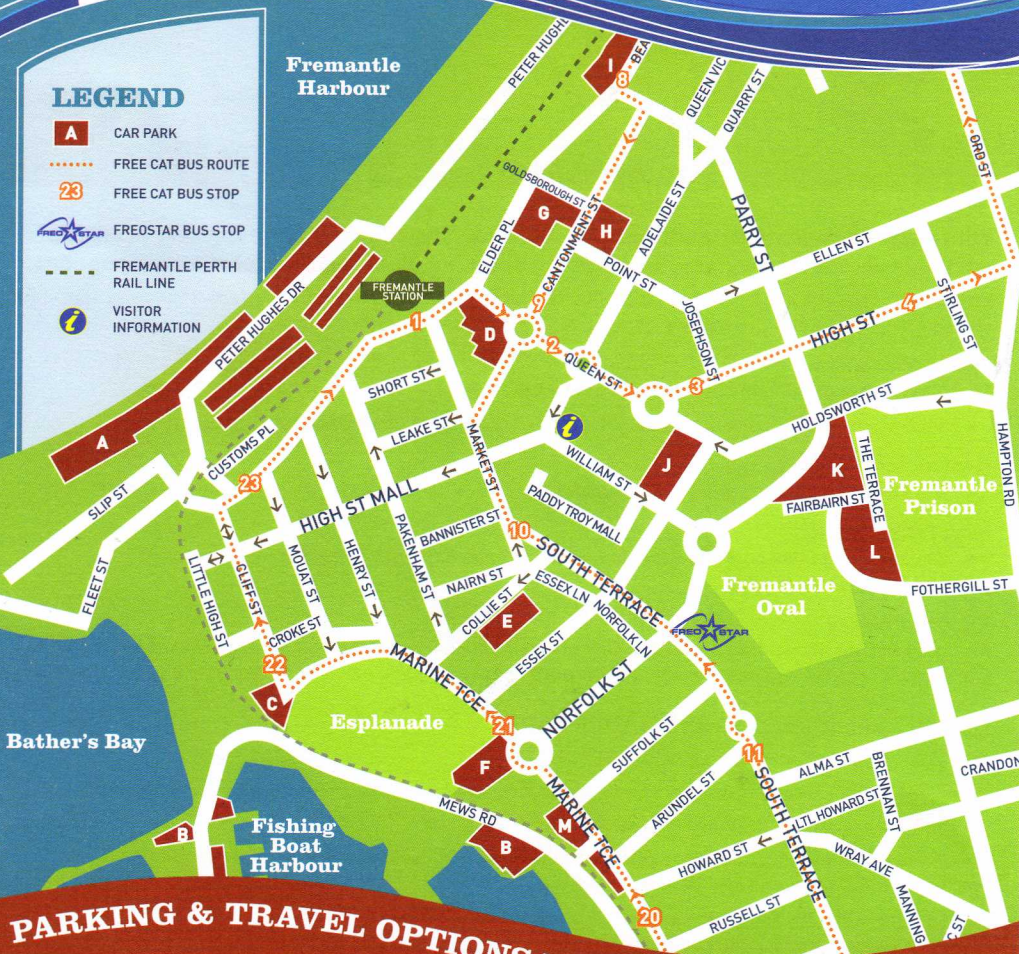 LEGEND
A
CAR PARK
FREE CAT BUS ROUTE
23
FREE CAT BUS STOP
FREO STAR
FREOSTAR BUS STOP
FREMANTLE PERTH
RAIL LINE
i
VISITOR
INFORMATION
Fremantle
Harbour
PETER HUGH
I
BEA
8
QUEEN VIC
QUARRY ST
ORD ST
GOLDSBOROUGH ST
G
H
CANTONMENT ST
ADELAIDE ST
PARRY ST
ELLEN ST
ELDER PL
POINT ST
FREMANTLE
STATION
PETER HUGHES DR
JOSEPHSON ST
STIRLING ST
HIGH ST
4
9
1
D
2
QUEEN ST
3
SHORT ST
HOLDSWORTH ST
LEAKE ST
MARKET ST
i
WILLIAM ST
J
K
THE TERRACE
HAMPTON RD
A
CUSTOMS PL
SLIP ST
23
HIGH ST MALL
PADDY TROY MALL
FAIRBAIRN ST
Fremantle
Prison
L
FLEET ST
PAKENHAM ST
BANNISTER ST
10
SOUTH TERRACE
LITTLE HIGH ST
CLIFF ST
MOUAT ST
HENRY ST
NAIRN ST
COLLIE ST
ESSEX LN
NORFOLK LN
E
ESSEX ST
Fremantle
Oval
FOTHERGILL ST
FREO STAR
CROKE ST
22
C
MARINE TCE
NORFOLK ST
Esplanade
21
F
SUFFOLK ST
ARUNDEL ST
11
Bather's Bay
ALMA ST
BRENNAN ST
CRANDON
LTL HOWARD ST
SOUTH TERRACE
MEWS RD
MARINE TCE
M
B
B
Fishing
Boat
Harbour
HOWARD ST
WRAY AVE
MANNING
C ST
RUSSELL ST
20
PARKING & TRAVEL OPTIONS